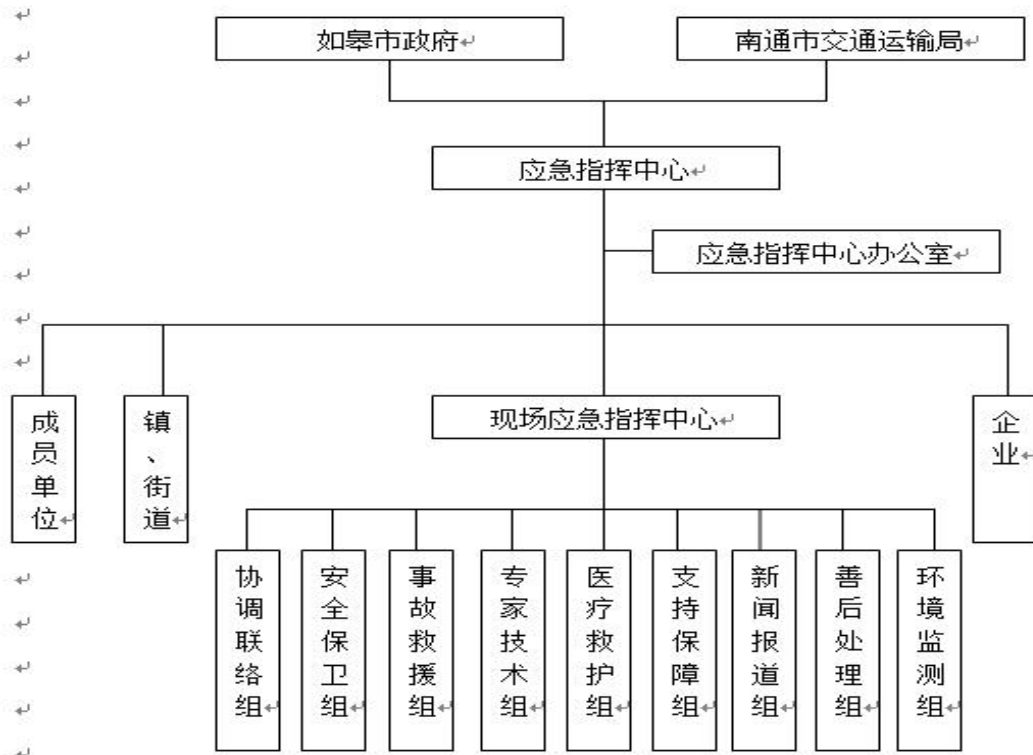 如皋市政府
南通市交通运输局
应急指挥中心
应急指挥中心办公室
成员单位
镇、街道
现场应急指挥中心
企业
协调联络组
安全保卫组
事故救援组
专家技术组
医疗救护组
支持保障组
新闻报道组
善后处理组
环境监测组